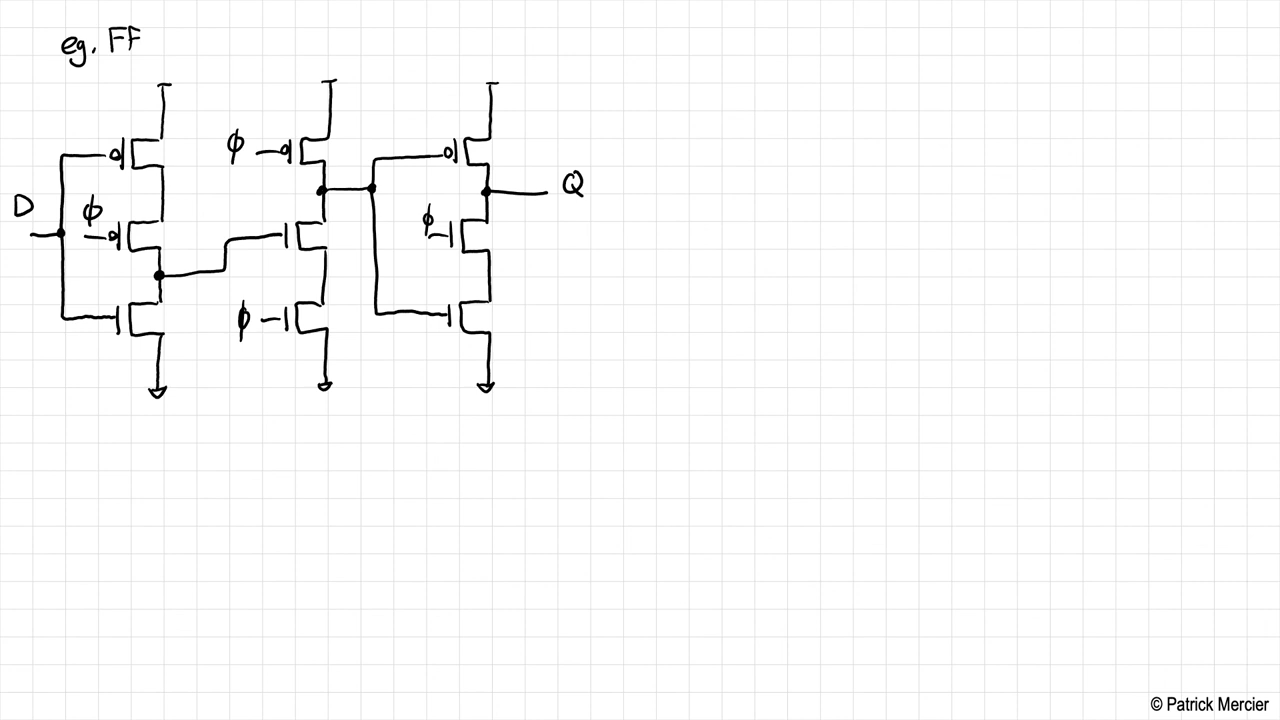 eg. FF
ϕ
ϕ
D
Q
ϕ
ϕ
© Patrick Mercier